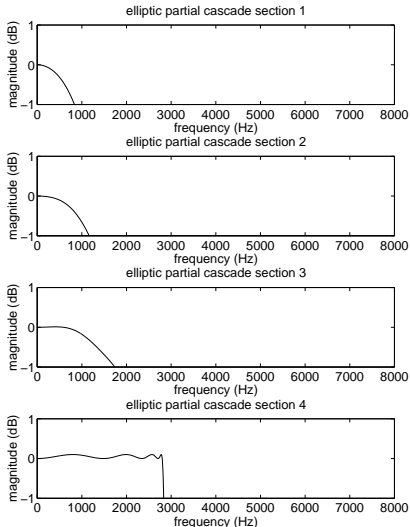 elliptic partial cascade section 1
1
0
−1
magnitude (dB)
0 1000 2000 3000 4000 5000 6000 7000 8000
frequency (Hz)
elliptic partial cascade section 2
1
0
−1
magnitude (dB)
0 1000 2000 3000 4000 5000 6000 7000 8000
frequency (Hz)
elliptic partial cascade section 3
1
0
−1
magnitude (dB)
0 1000 2000 3000 4000 5000 6000 7000 8000
frequency (Hz)
elliptic partial cascade section 4
1
0
−1
magnitude (dB)
0 1000 2000 3000 4000 5000 6000 7000 8000
frequency (Hz)